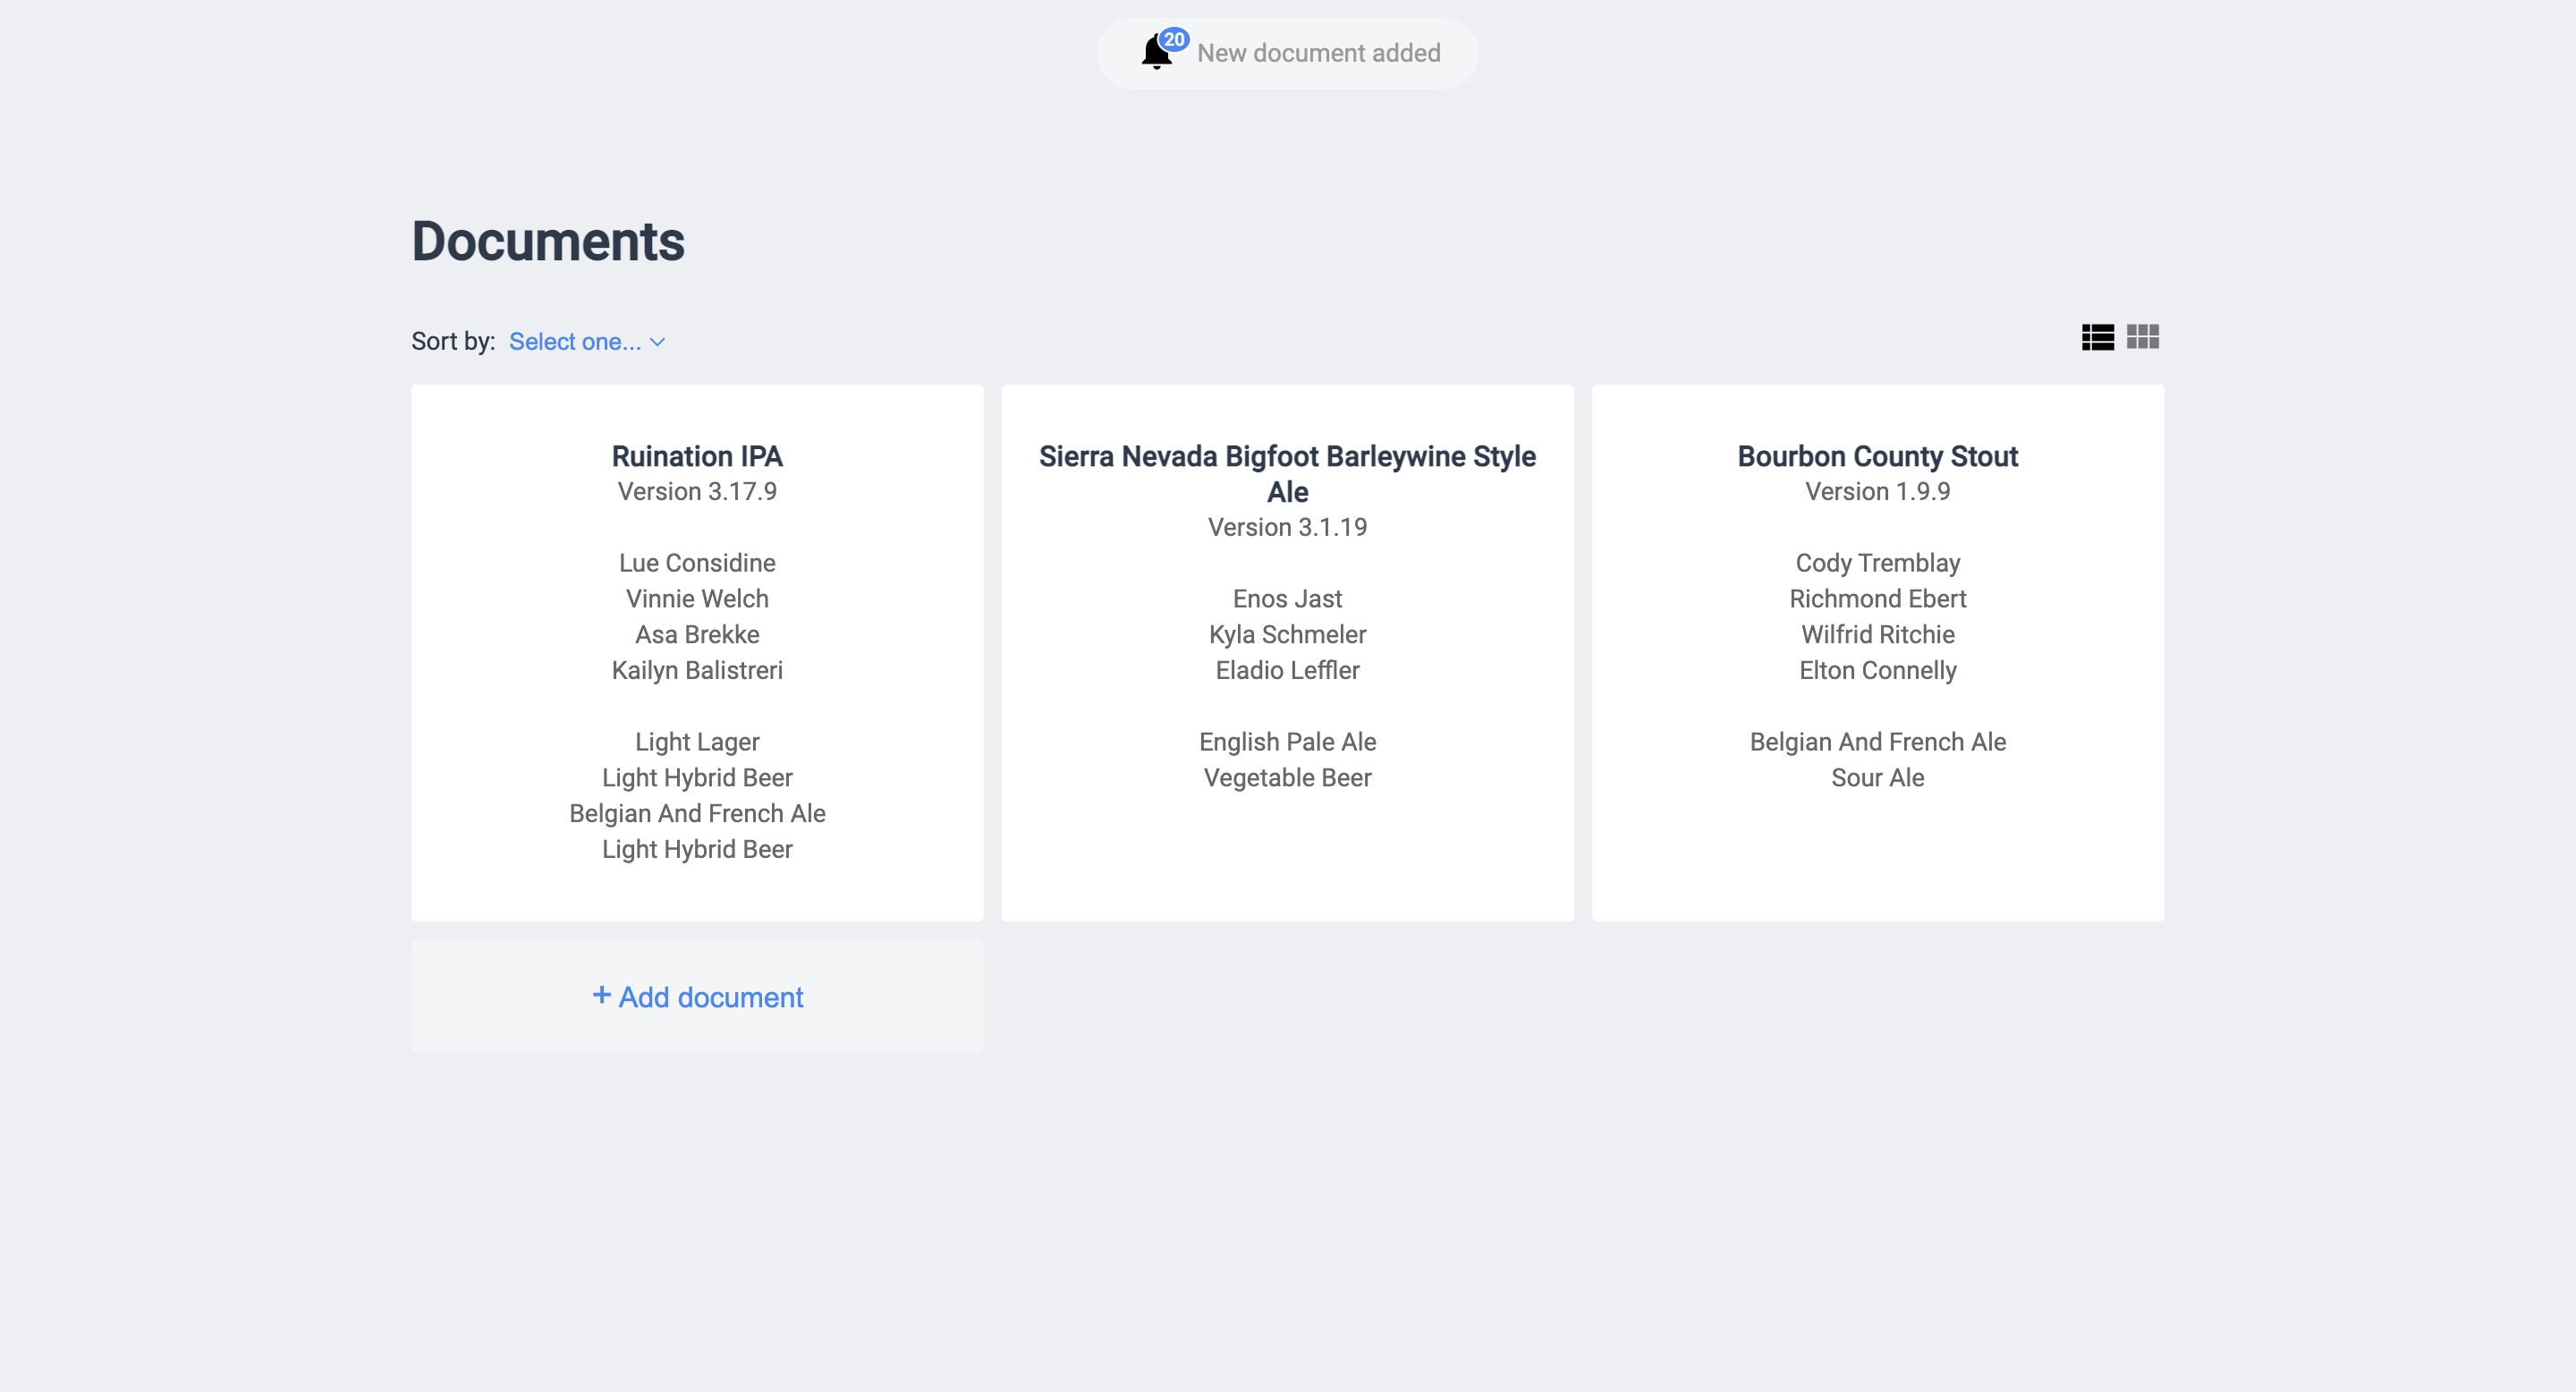 20
New document added
Documents
Sort by: Select one...
Ruination IPA
Version 3.17.9
Lue Considine
Vinnie Welch
Asa Brekke
Kailyn Balistreri
Light Lager
Light Hybrid Beer
Belgian And French Ale
Light Hybrid Beer
Sierra Nevada Bigfoot Barleywine Style
Ale
Version 3.1.19
Enos Jast
Kyla Schmeler
Eladio Leffler
English Pale Ale
Vegetable Beer
Bourbon County Stout
Version 1.9.9
Cody Tremblay
Richmond Ebert
Wilfrid Ritchie
Elton Connelly
Belgian And French Ale
Sour Ale
+ Add document